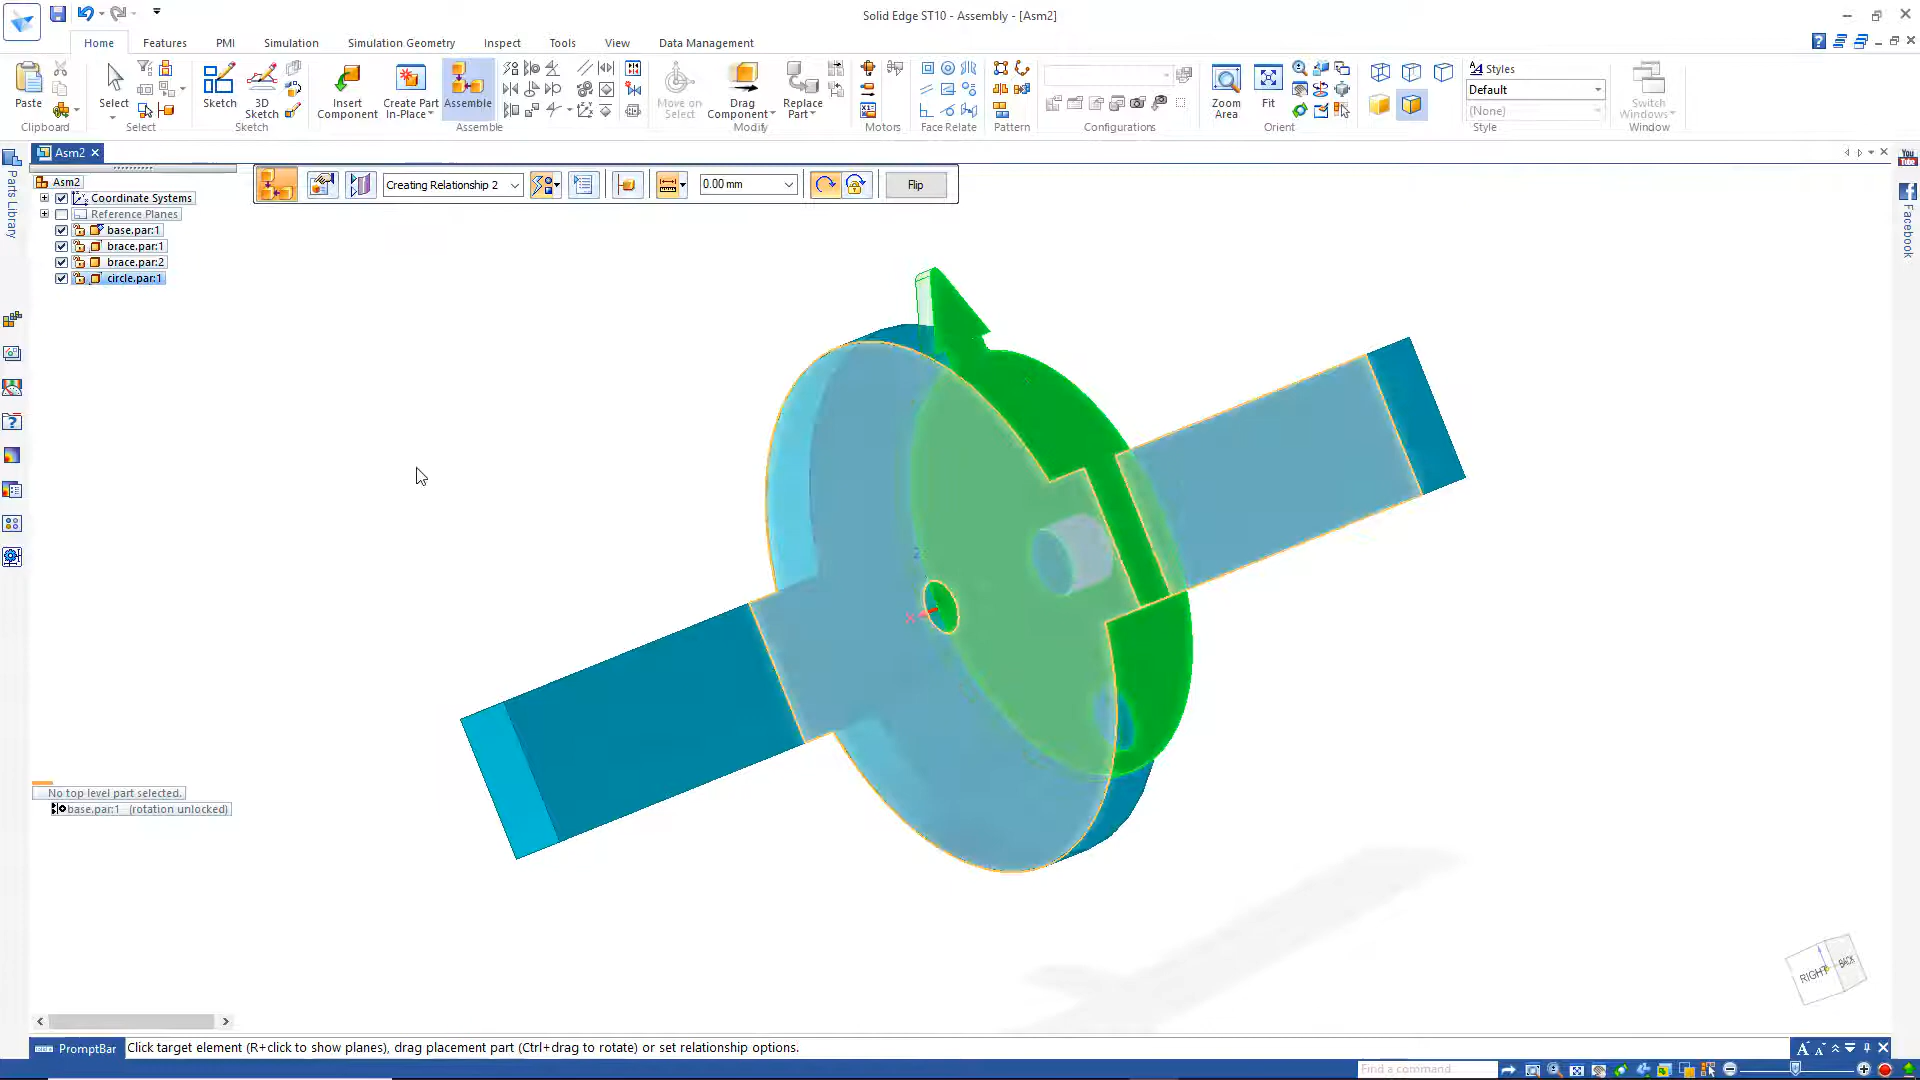 Solid Edge ST10 - Assembly - [Asm2]
Home
Features
PMI
Simulation
Simulation Geometry
Inspect
Tools
View
Data Management
Paste
Select
Sketch
3D
Sketch
Insert
Component
Create Part
In-Place
Assemble
Move on
Select
Drag
Component
Replace
Part
Zoom
Area
Fit
Styles
Default
(None)
Switch
Windows
Clipboard
Select
Sketch
Assemble
Modify
Motors
Face Relate
Pattern
Configurations
Orient
Style
Window
Asm2
Parts Library
Asm2
Coordinate Systems
Reference Planes
base.par:1
brace.par:1
brace.par:2
circle.par:1
Creating Relationship 2
0.00 mm
Flip
You
Tube
Facebook
Z
X
No top level part selected.
base.par:1 (rotation unlocked)
RIGHT
BACK
PromptBar
Click target element (R+click to show planes), drag placement part (Ctrl+drag to rotate) or set relationship options.
Find a command